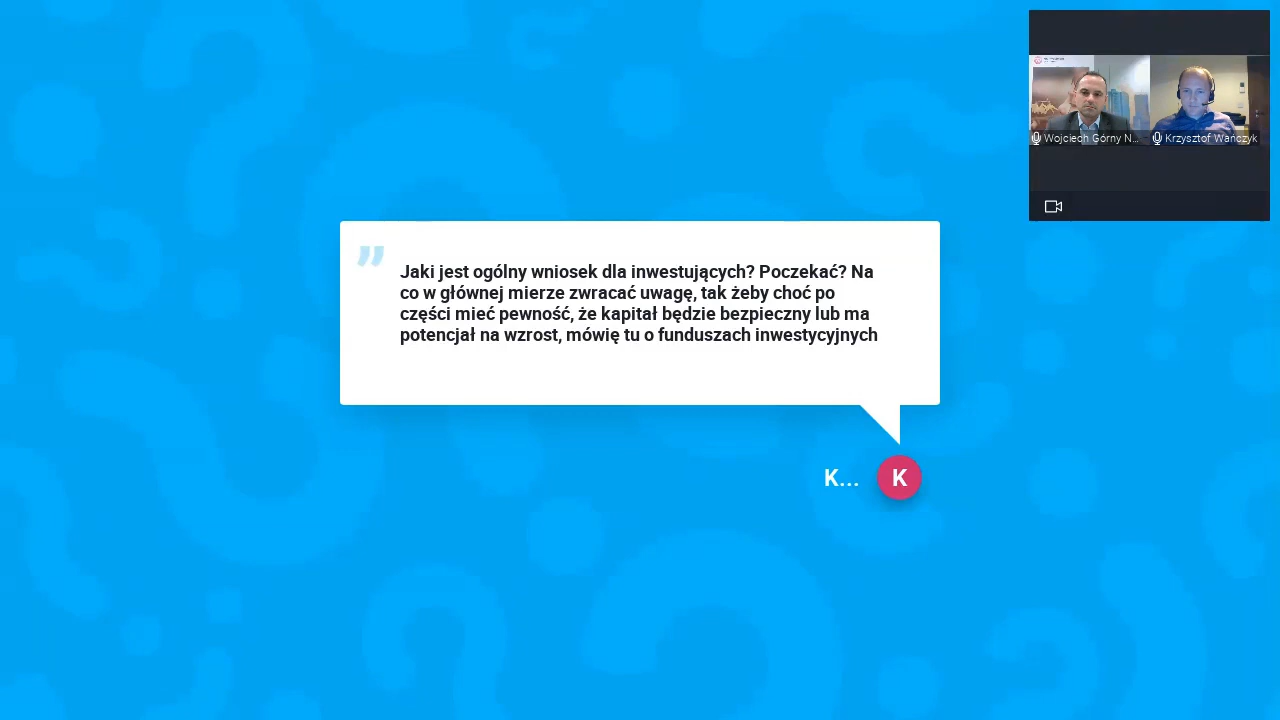 Wojciech Górny N...
Krzysztof Wańczyk
”
Jaki jest ogólny wniosek dla inwestujących? Poczekać? Na
co w głównej mierze zwracać uwagę, tak żeby choć po
części mieć pewność, że kapitał będzie bezpieczny lub ma
potencjał na wzrost, mówię tu o funduszach inwestycyjnych
K...
K